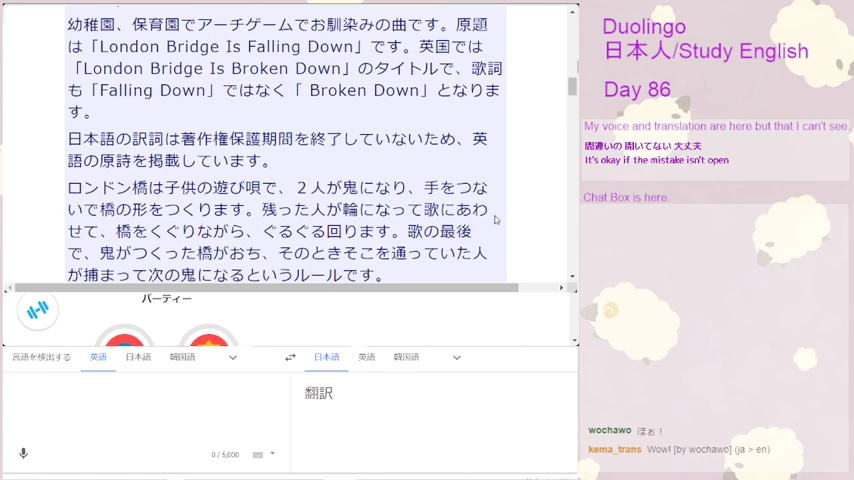 幼稚園、保育園でアーチゲームでお馴染みの曲です。原題
は「London Bridge Is Falling Down」です。英国では
「London Bridge Is Broken Down」のタイトルで、歌詞
も「Falling Down」ではなく「 Broken Down」となりま
す。
日本語の訳詞は著作権保護期間を終了していないため、英
語の原詩を掲載しています。
ロンドン橋は子供の遊び唄で、２人が鬼になり、手をつな
いで橋の形をつくります。残った人が輪になって歌にあわ
せて、橋をくぐりながら、ぐるぐる回ります。歌の最後
で、鬼がつくった橋がおち、そのときそこを通っていた人
が捕まって次の鬼になるというルールです。
パーティー
言語を検出する 英語 日本語 韓国語
日本語 英語 韓国語
翻訳
0 / 5,000
Duolingo
日本人/Study English
Day 86
My voice and translation are here but that I can't see
間違いの 聞いてない 大丈夫
It's okay if the mistake isn't open
Chat Box is here
wochawo ほぉ！
kema_trans Wow! [by wochawo] (ja > en)